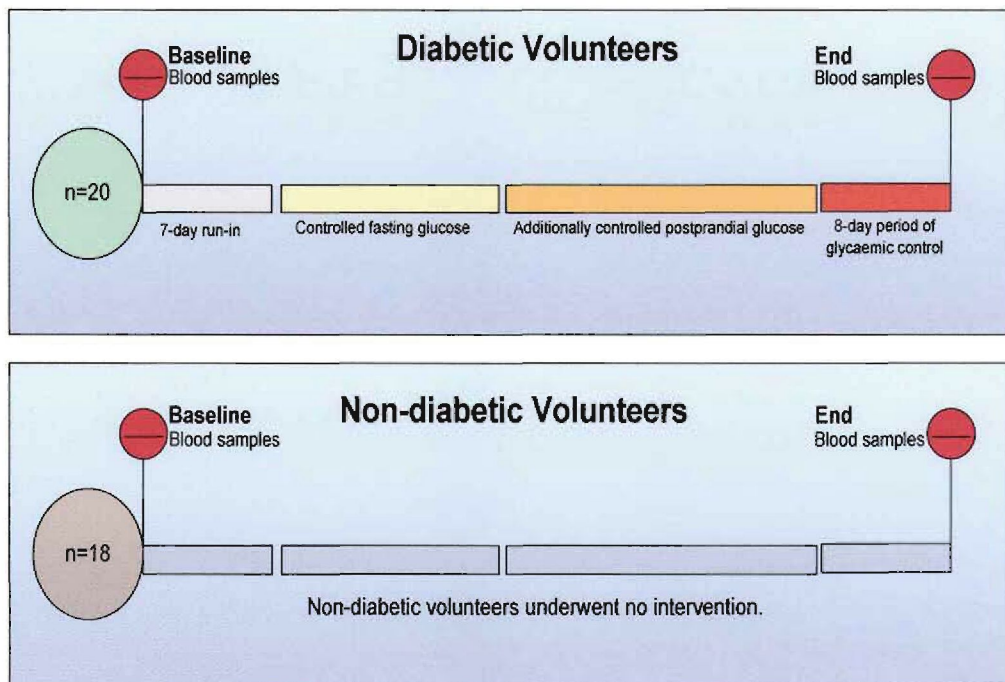 Diabetic Volunteers
Baseline
Blood samples
End
Blood samples
n=20
7-day run-in
Controlled fasting glucose
Additionally controlled postprandial glucose
8-day period of
glycaemic control
Non-diabetic Volunteers
Baseline
Blood samples
End
Blood samples
n=18
Non-diabetic volunteers underwent no intervention.